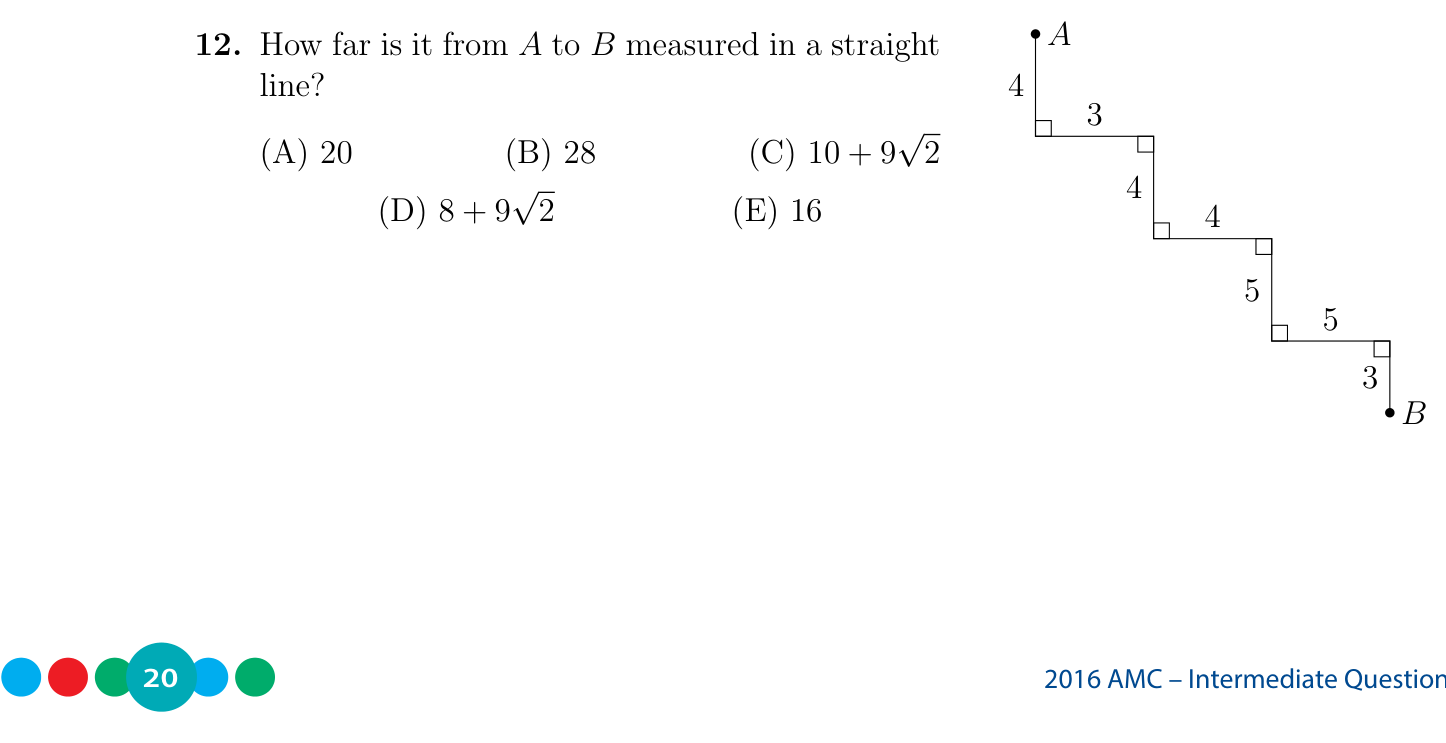 12. How far is it from A to B measured in a straight
line?
(A) 20 (B) 28 (C) 10 + 9√2
(D) 8 + 9√2 (E) 16
A
4
3
4
4
5
5
3
B
20
2016 AMC – Intermediate Question